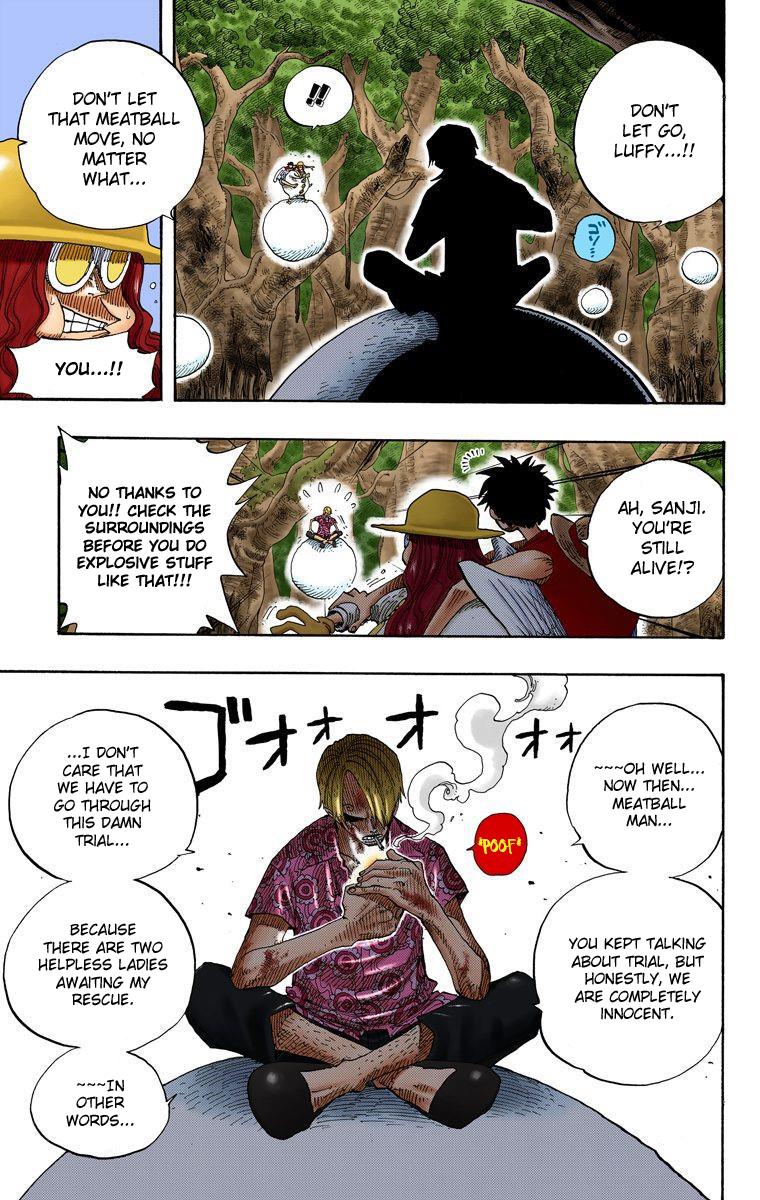 DON'T
LET GO,
LUFFY...!!
ゴソ...
!!
DON'T LET
THAT MEATBALL
MOVE, NO
MATTER
WHAT...
YOU...!!
AH, SANJI.
YOU'RE
STILL
ALIVE!?
NO THANKS TO
YOU!! CHECK THE
SURROUNDINGS
BEFORE YOU DO
EXPLOSIVE STUFF
LIKE THAT!!!
~~~OH WELL...
NOW THEN...
MEATBALL
MAN...
*POOF*
YOU KEPT TALKING
ABOUT TRIAL, BUT
HONESTLY, WE
ARE COMPLETELY
INNOCENT.
ゴオオオオオ
...I DON'T
CARE THAT
WE HAVE TO
GO THROUGH
THIS DAMN
TRIAL...
BECAUSE
THERE ARE TWO
HELPLESS LADIES
AWAITING MY
RESCUE.
~~~IN
OTHER
WORDS...